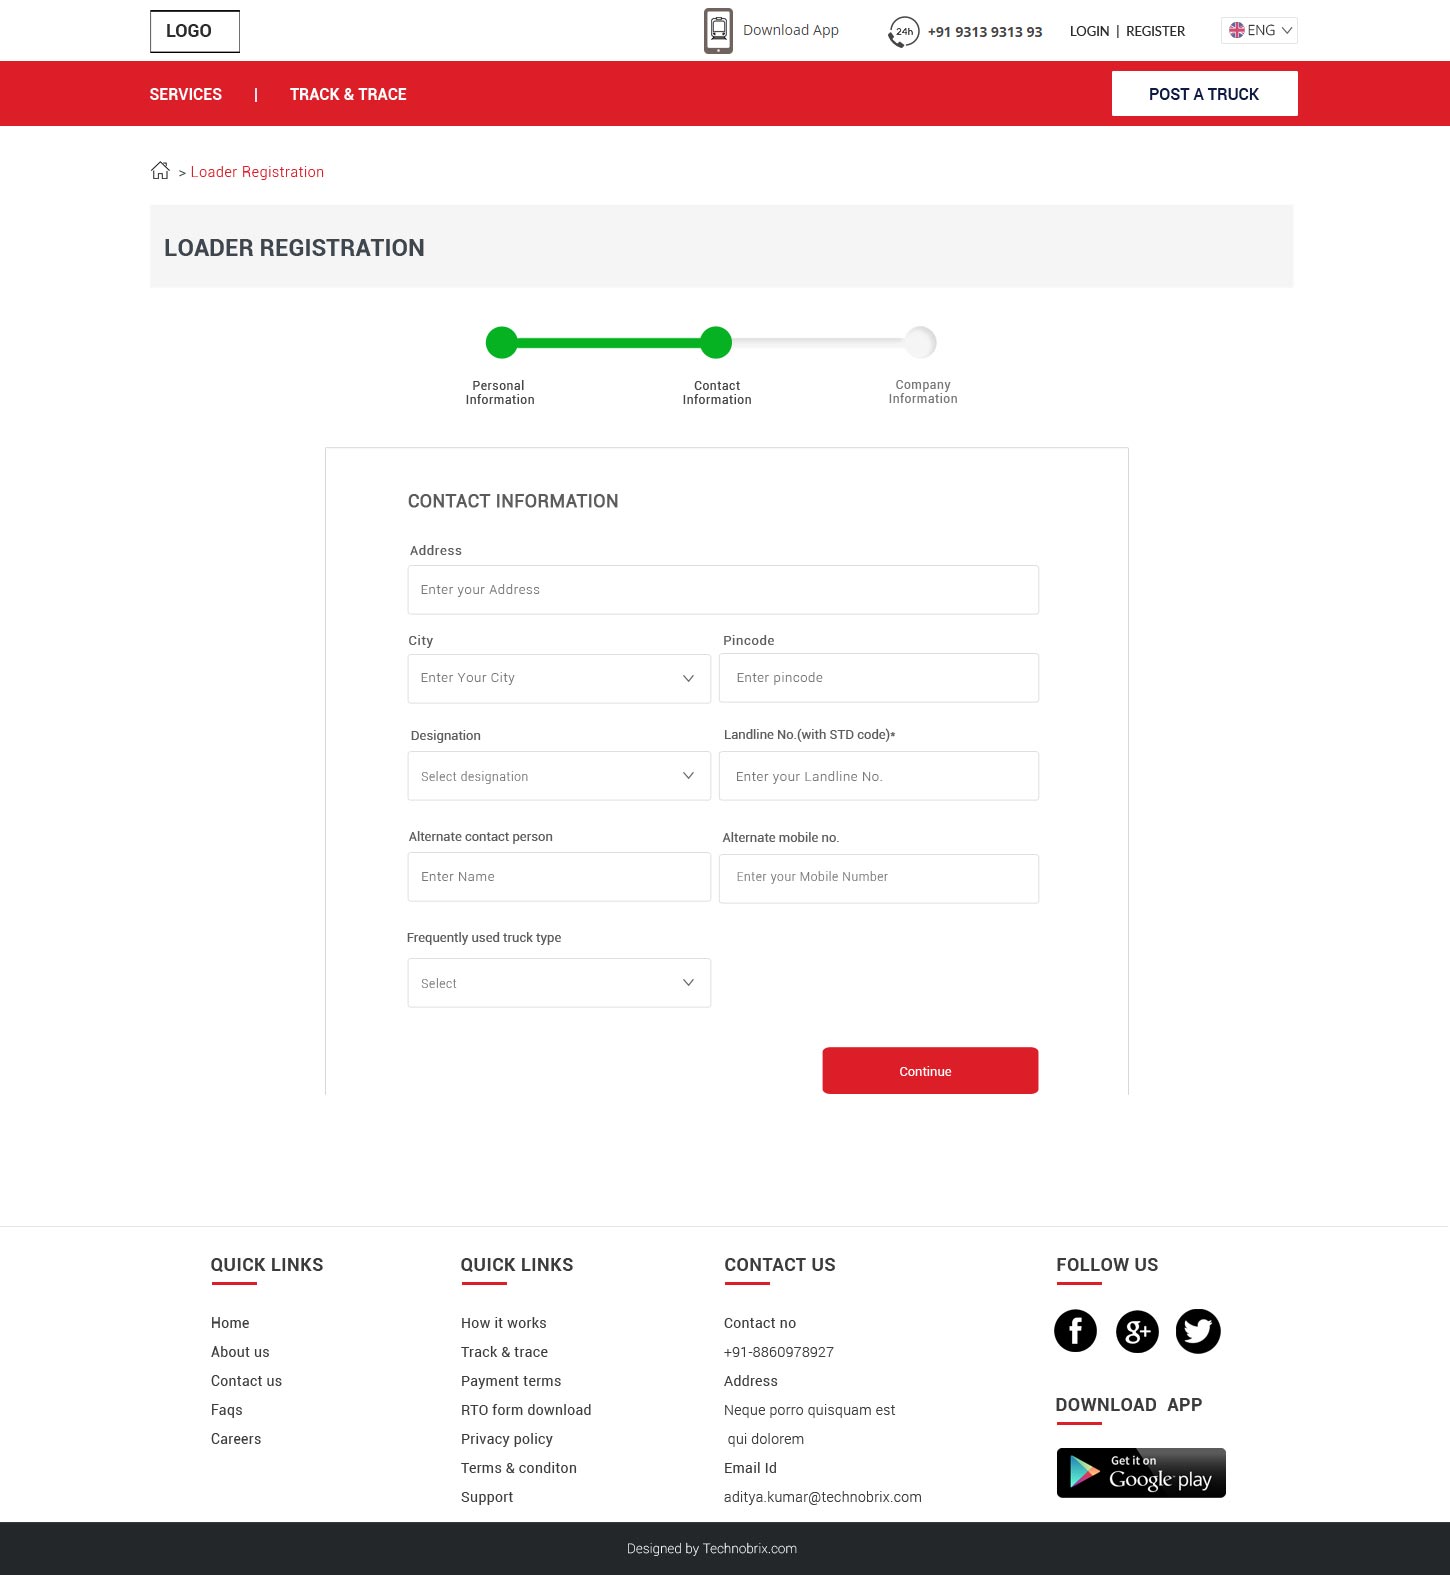 LOGO
Download App
24h
+91 9313 9313 93
LOGIN | REGISTER
ENG
SERVICES | TRACK & TRACE
POST A TRUCK
> Loader Registration
LOADER REGISTRATION
Personal
Information
Contact
Information
Company
Information
CONTACT INFORMATION
Address
Enter your Address
City
Pincode
Enter Your City
Enter pincode
Designation
Landline No.(with STD code)*
Select designation
Enter your Landline No.
Alternate contact person
Alternate mobile no.
Enter Name
Enter your Mobile Number
Frequently used truck type
Select
Continue
QUICK LINKS
Home
About us
Contact us
Faqs
Careers
QUICK LINKS
How it works
Track & trace
Payment terms
RTO form download
Privacy policy
Terms & conditon
Support
CONTACT US
Contact no
+91-8860978927
Address
Neque porro quisquam est
qui dolorem
Email Id
aditya.kumar@technobrix.com
FOLLOW US
f
g+
DOWNLOAD APP
Get it on
Google play
Designed by Technobrix.com